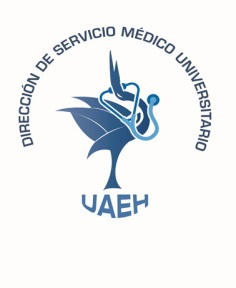 DIRECCIÓN DE SERVICIO MÉDICO UNIVERSITARIO
UAEH